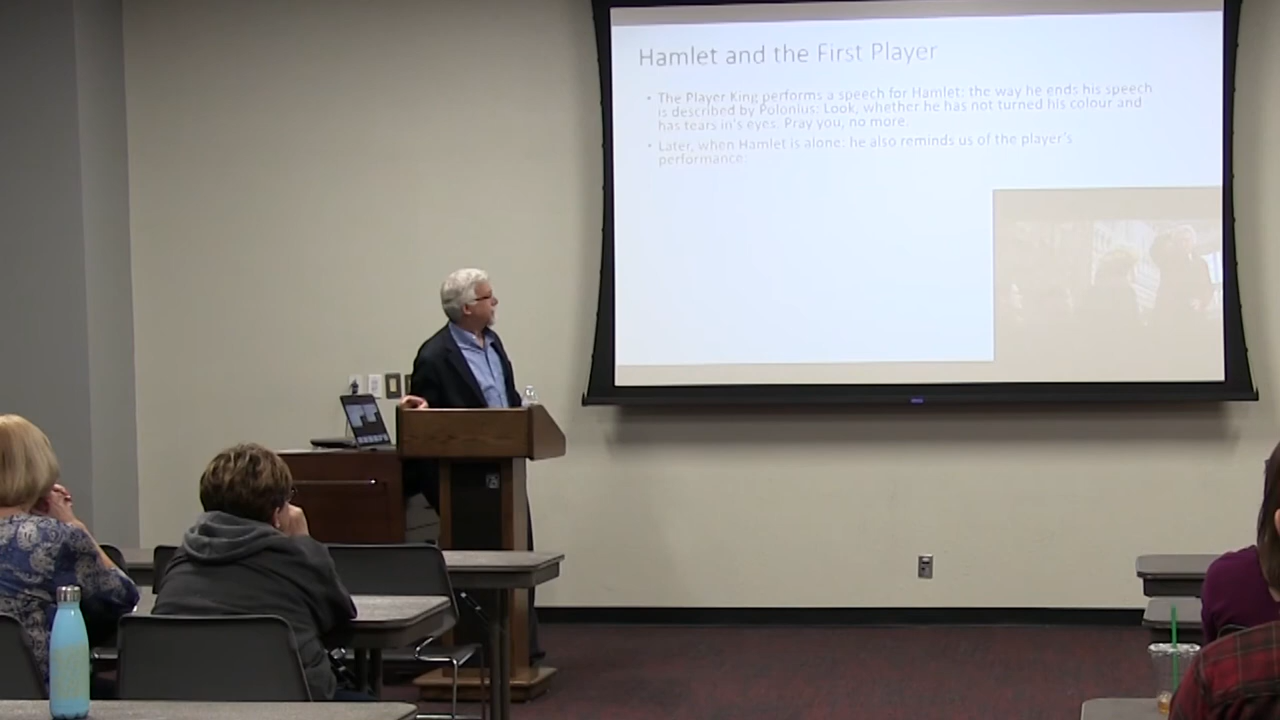 Hamlet and the First Player
• The Player King performs a speech for Hamlet: the way he ends his speech
is described by Polonius: Look, whether he has not turned his colour and
has tears in's eyes. Pray you, no more.
• Later, when Hamlet is alone: he also reminds us of the player's
performance: